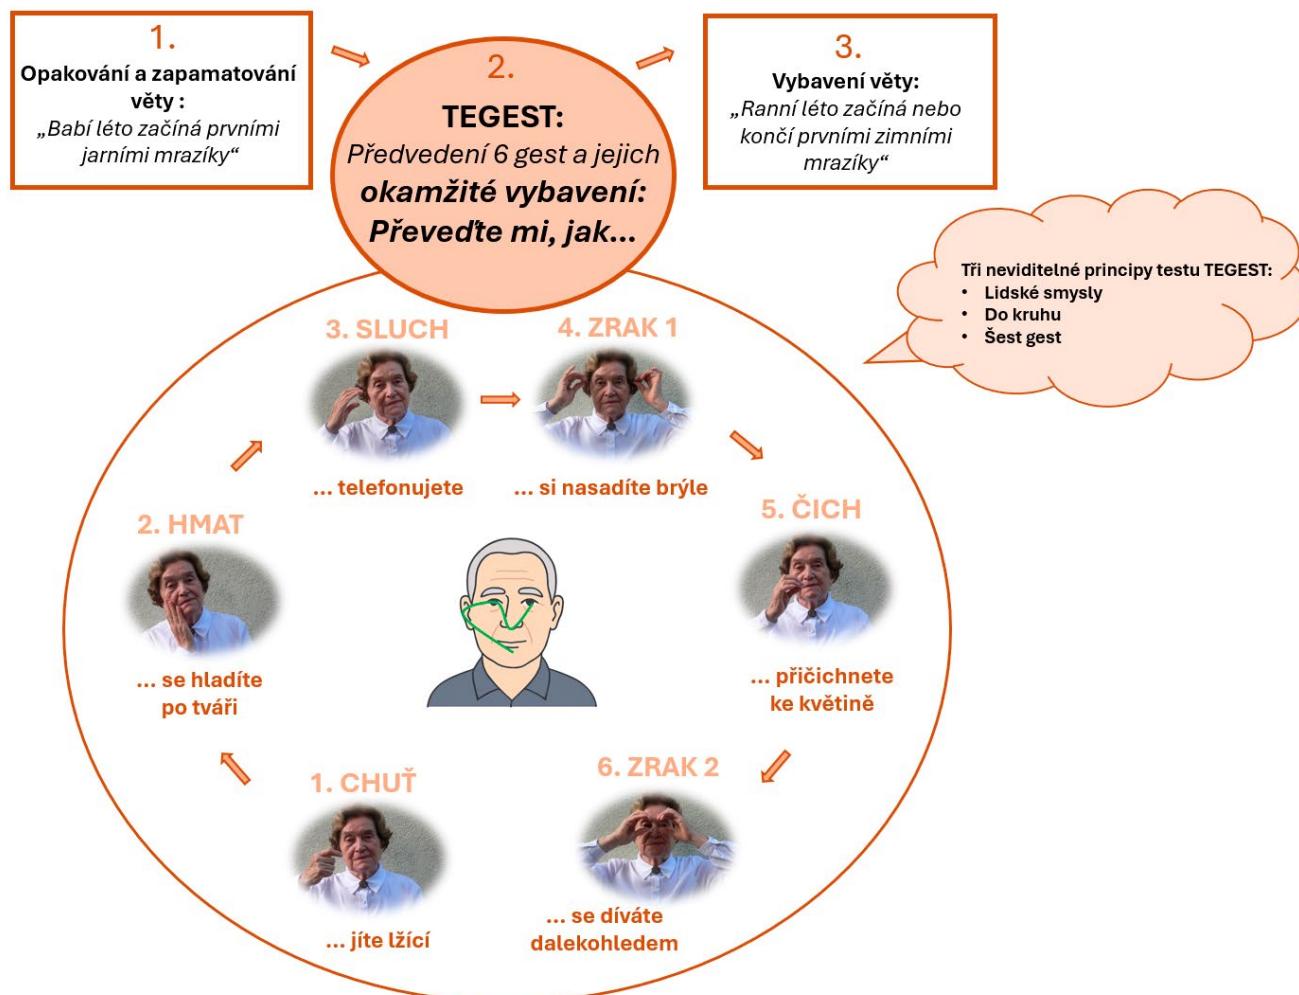 1.
Opakování a zapamatování
věty :
„Babí léto začíná prvními
jarními mrazíky“
2.
TEGEST:
Předvedení 6 gest a jejich
okamžité vybavení:
Převeďte mi, jak...
3.
Vybavení věty:
„Ranní léto začíná nebo
končí prvními zimními
mrazíky“
Tři neviditelné principy testu TEGEST:
• Lidské smysly
• Do kruhu
• Šest gest
3. SLUCH
... telefonujete
4. ZRAK 1
... si nasadíte brýle
2. HMAT
... se hladíte
po tváři
5. ČICH
... přičichnete
ke květině
1. CHUŤ
... jíte lžící
6. ZRAK 2
... se díváte
dalekohledem